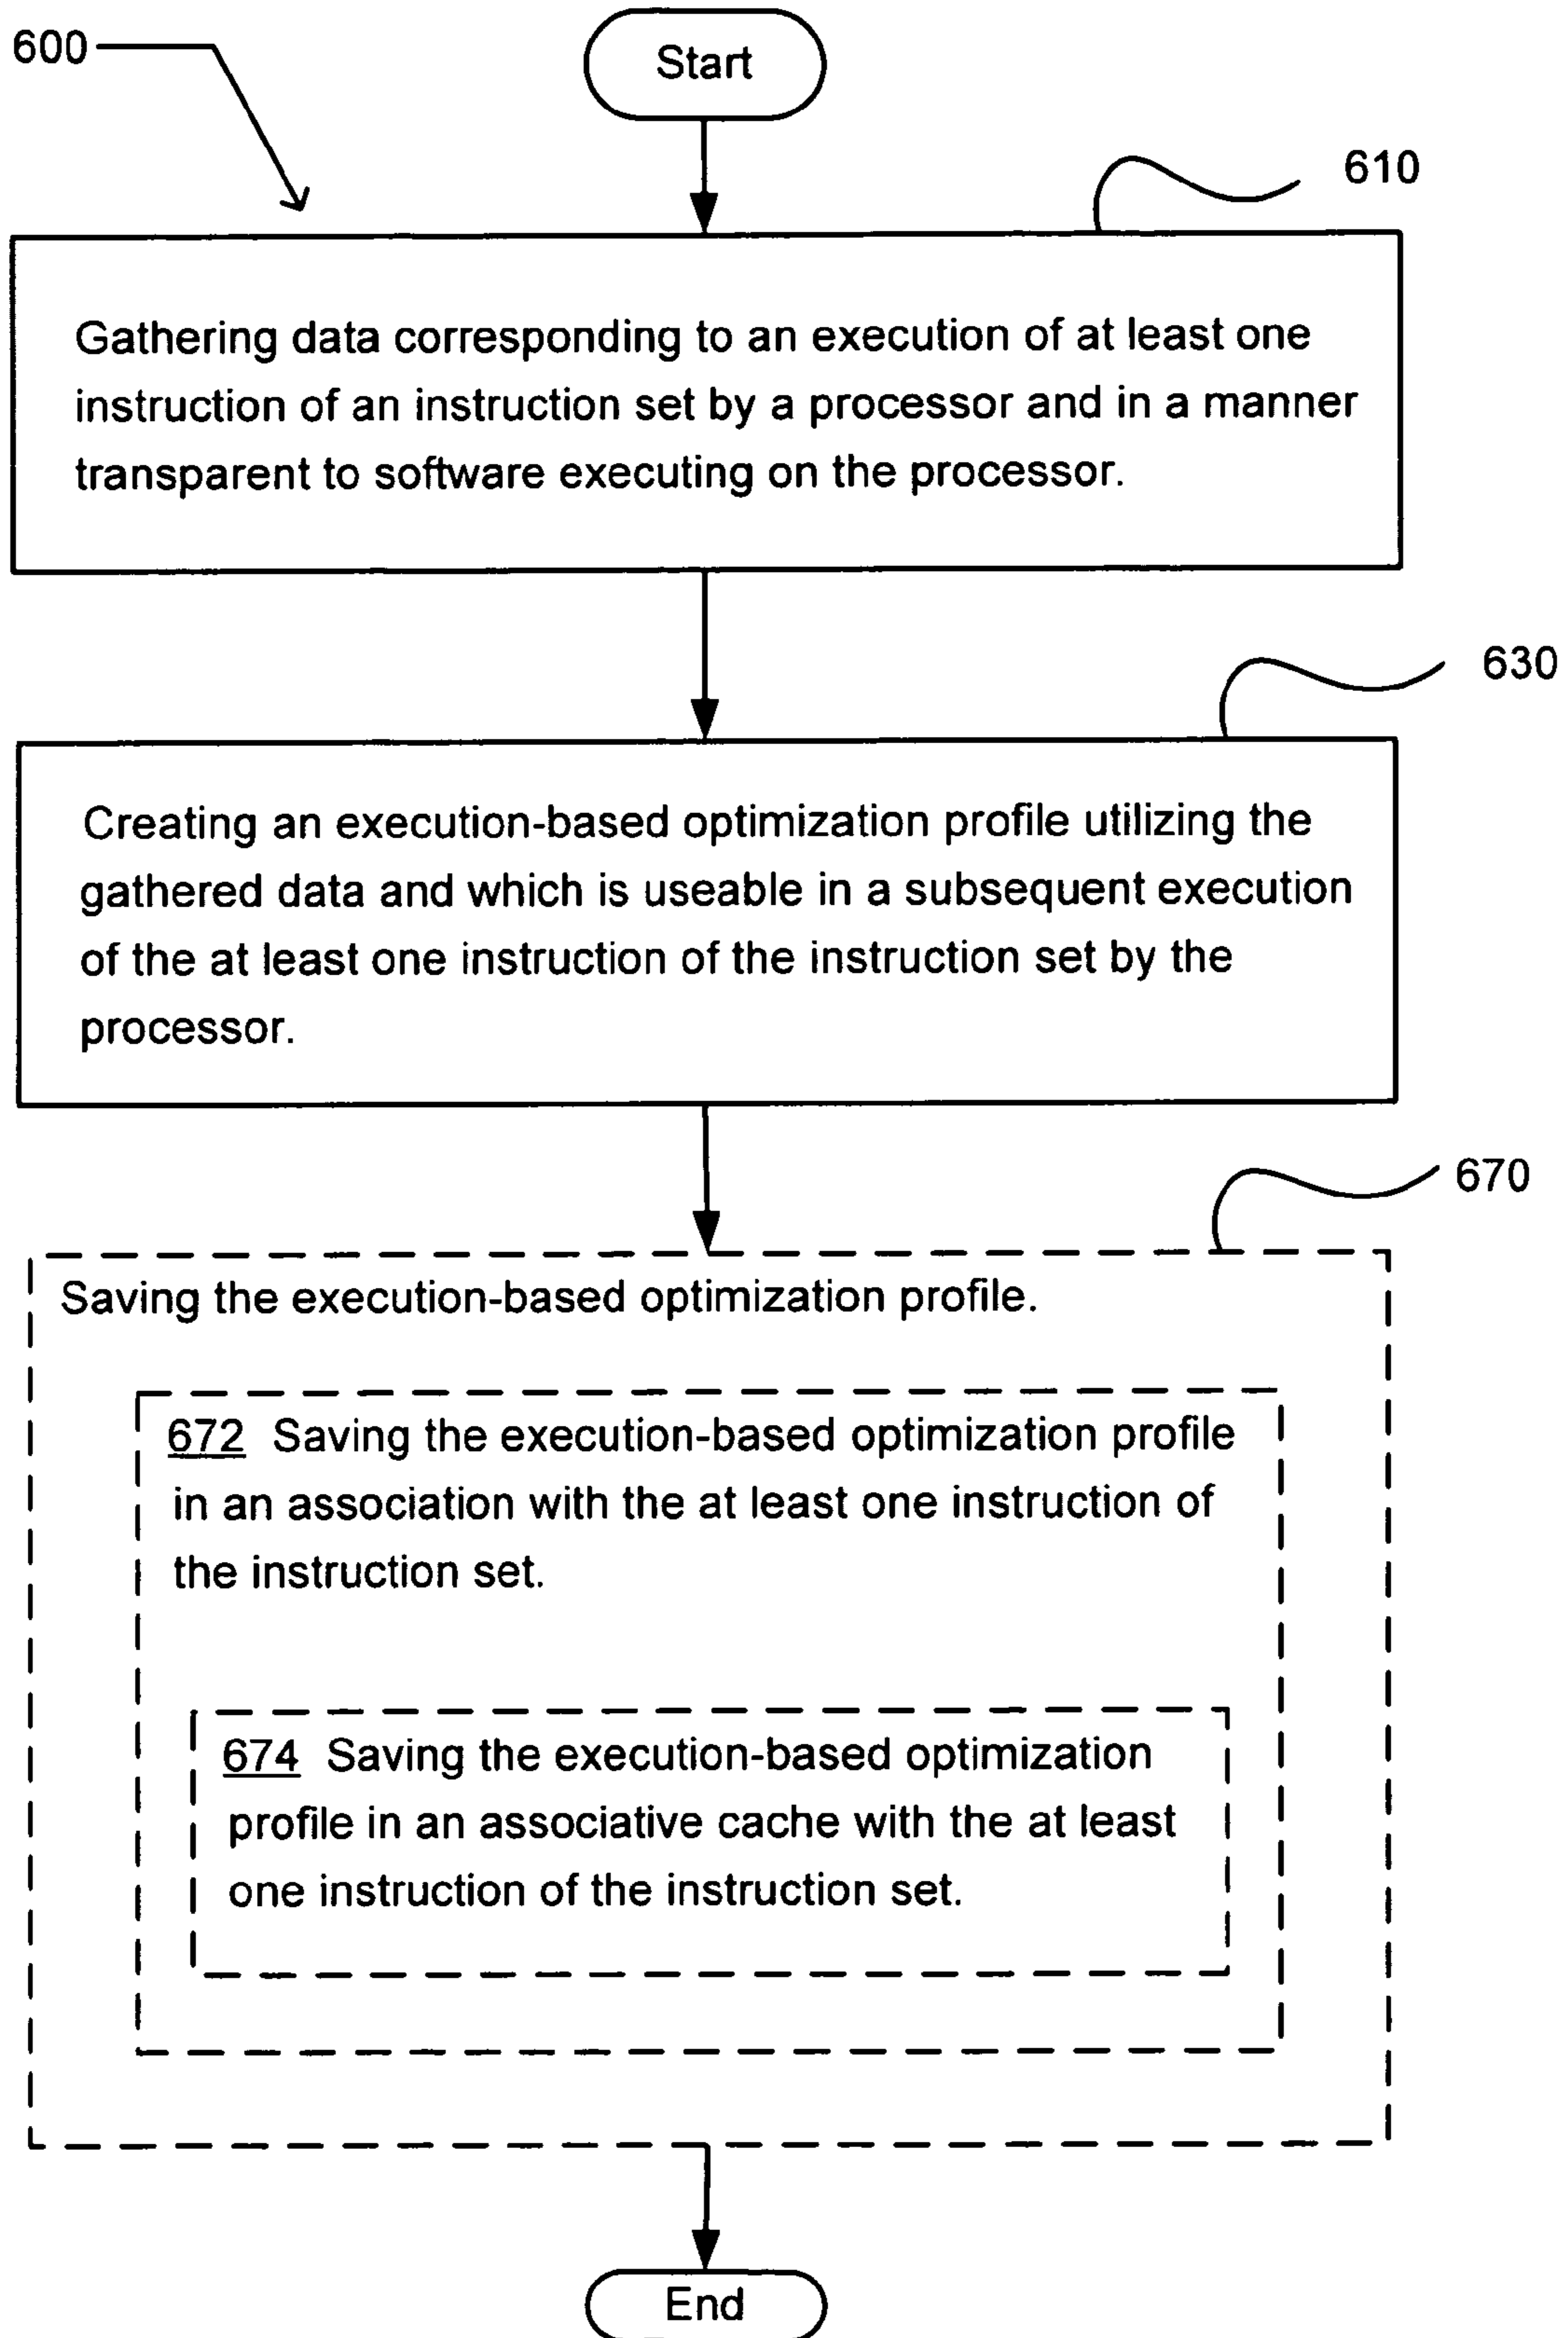 600
Start
610
Gathering data corresponding to an execution of at least one
instruction of an instruction set by a processor and in a manner
transparent to software executing on the processor.
630
Creating an execution-based optimization profile utilizing the
gathered data and which is useable in a subsequent execution
of the at least one instruction of the instruction set by the
processor.
670
Saving the execution-based optimization profile.
672 Saving the execution-based optimization profile
in an association with the at least one instruction of
the instruction set.
674 Saving the execution-based optimization
profile in an associative cache with the at least
one instruction of the instruction set.
End